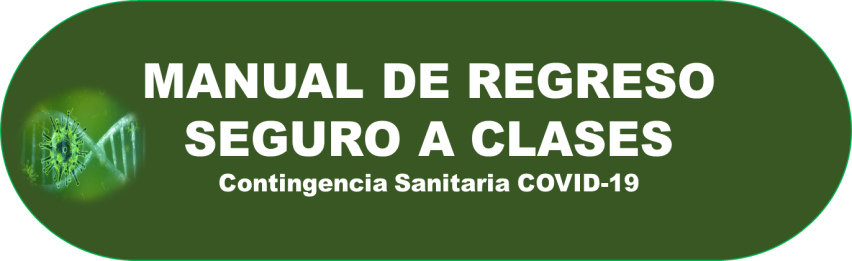 MANUAL DE REGRESO
SEGURO A CLASES
Contingencia Sanitaria COVID-19